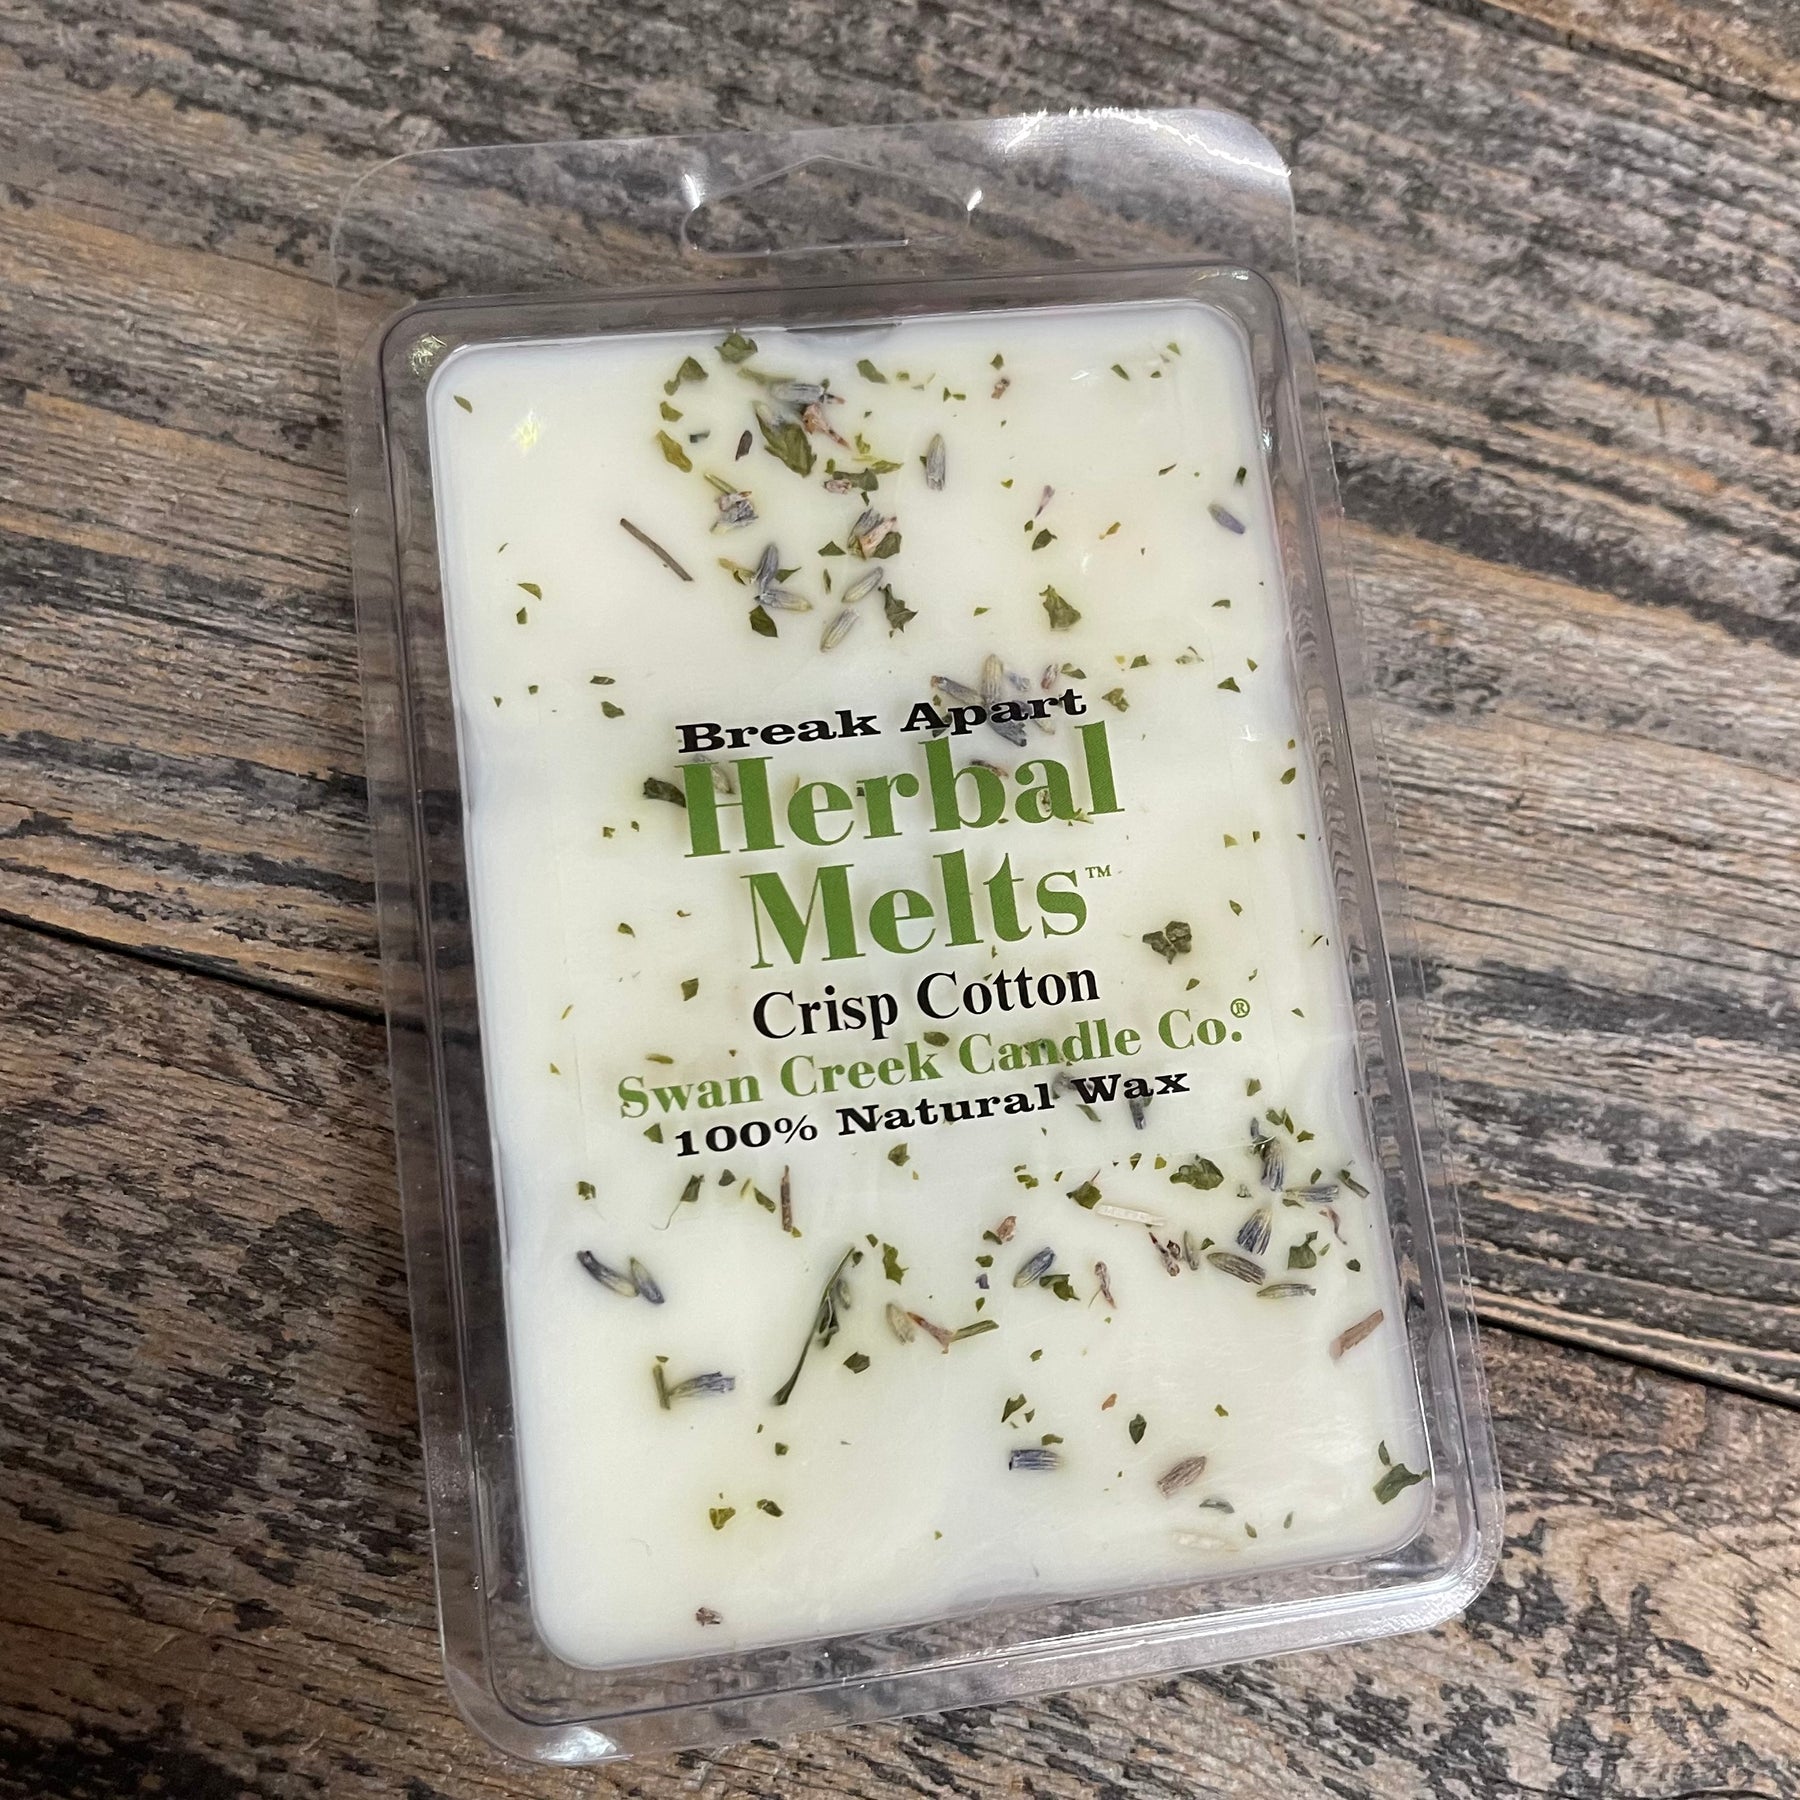 Break Apart
Herbal
Melts™
Crisp Cotton
Swan Creek Candle Co.®
100% Natural Wax